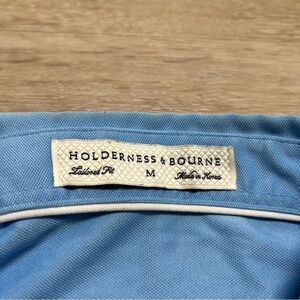 HOLDERNESS & BOURNE
Tailored Fit M Made in Korea